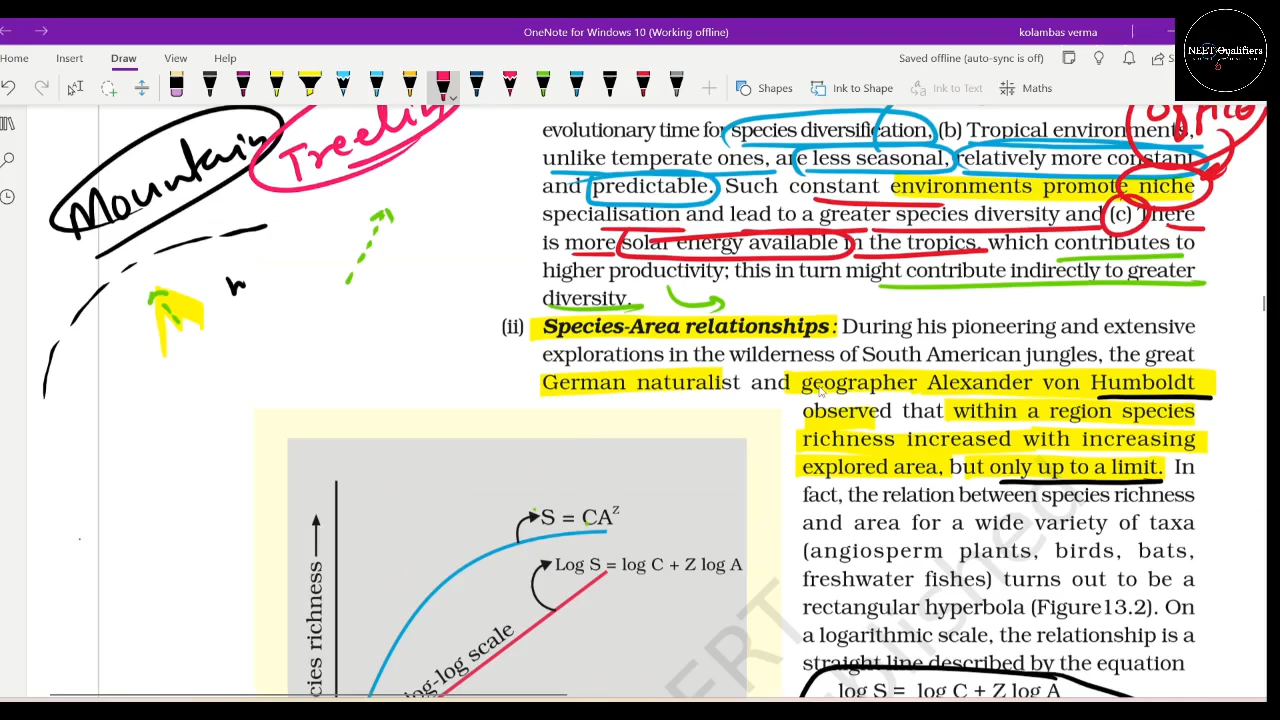 OneNote for Windows 10 (Working offline)
kolambas verma
NEET Qualifiers
Home Insert Draw View Help
Saved offline (auto-sync is off)
Shapes Ink to Shape Ink to Text Maths
Mountain
Treeline
evolutionary time for species diversification, (b) Tropical environments,
unlike temperate ones, are less seasonal, relatively more constant
and predictable. Such constant environments promote niche
specialisation and lead to a greater species diversity and (c) There
is more solar energy available in the tropics, which contributes to
higher productivity; this in turn might contribute indirectly to greater
diversity.
(ii) Species-Area relationships: During his pioneering and extensive
explorations in the wilderness of South American jungles, the great
German naturalist and geographer Alexander von Humboldt
observed that within a region species
richness increased with increasing
explored area, but only up to a limit. In
fact, the relation between species richness
and area for a wide variety of taxa
(angiosperm plants, birds, bats,
freshwater fishes) turns out to be a
rectangular hyperbola (Figure13.2). On
a logarithmic scale, the relationship is a
straight line described by the equation
log S = log C + Z log A
S = CA^Z
Log S = log C + Z log A
log-log scale
cies richness